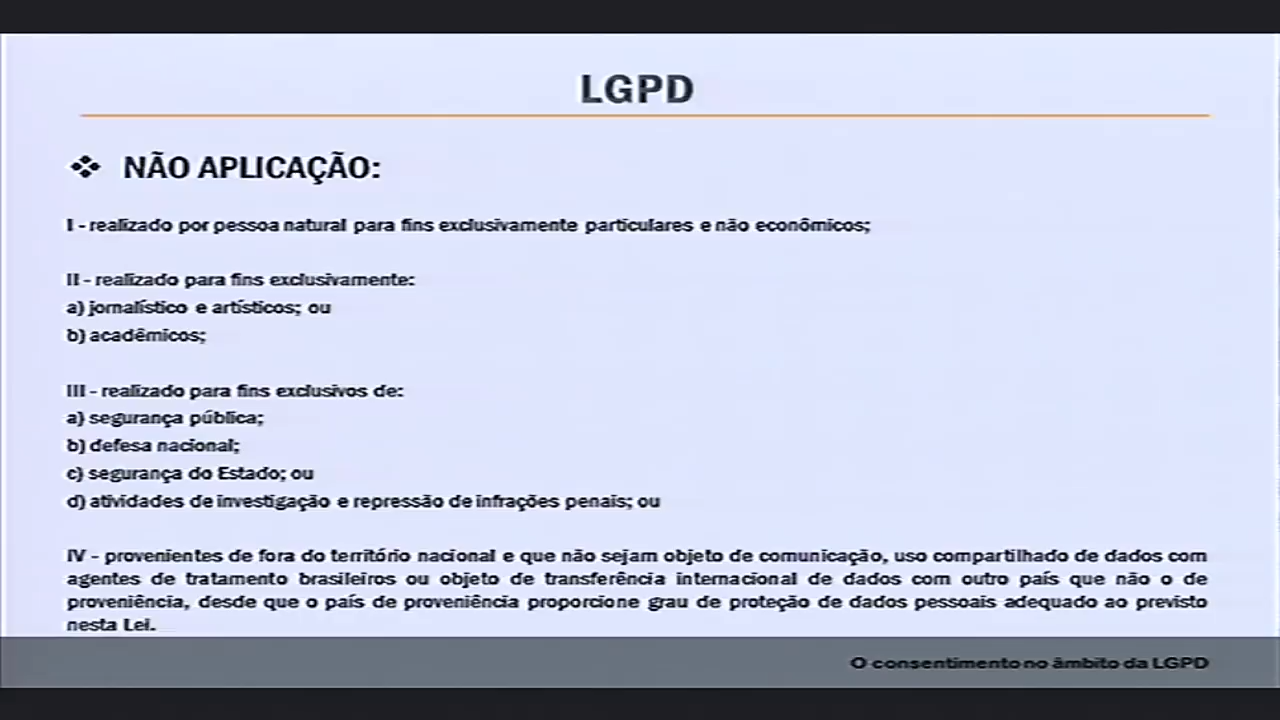 LGPD
❖ NÃO APLICAÇÃO:
I - realizado por pessoa natural para fins exclusivamente particulares e não econômicos;
II - realizado para fins exclusivamente:
a) jornalístico e artísticos; ou
b) acadêmicos;
III - realizado para fins exclusivos de:
a) segurança pública;
b) defesa nacional;
c) segurança do Estado; ou
d) atividades de investigação e repressão de infrações penais; ou
IV - provenientes de fora do território nacional e que não sejam objeto de comunicação, uso compartilhado de dados com
agentes de tratamento brasileiros ou objeto de transferência internacional de dados com outro país que não o de
proveniência, desde que o país de proveniência proporcione grau de proteção de dados pessoais adequado ao previsto
nesta Lei.
O consentimento no âmbito da LGPD